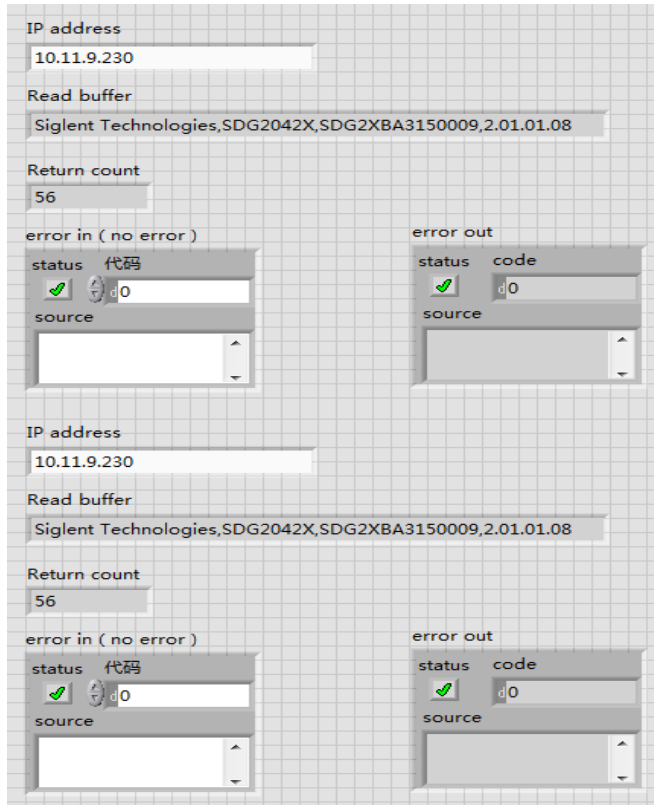 IP address
10.11.9.230
Read buffer
Siglent Technologies,SDG2042X,SDG2XBA3150009,2.01.01.08
Return count
56
error in ( no error )
status 代码
d 0
source
error out
status code
d 0
source
IP address
10.11.9.230
Read buffer
Siglent Technologies,SDG2042X,SDG2XBA3150009,2.01.01.08
Return count
56
error in ( no error )
status 代码
d 0
source
error out
status code
d 0
source